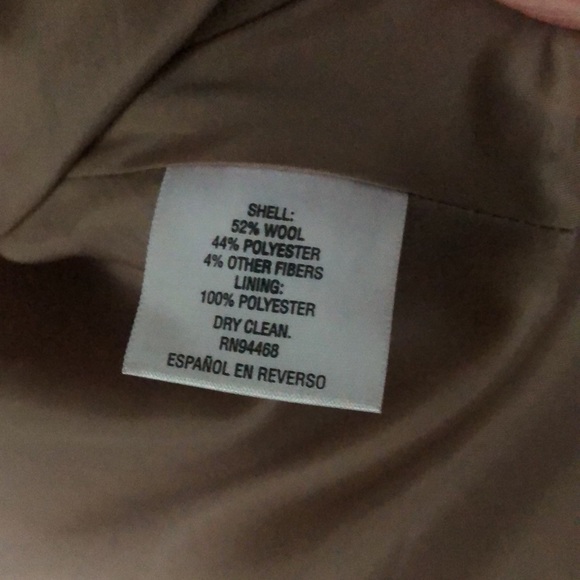 SHELL:
52% WOOL
44% POLYESTER
4% OTHER FIBERS
LINING:
100% POLYESTER
DRY CLEAN.
RN94468
ESPAÑOL EN REVERSO